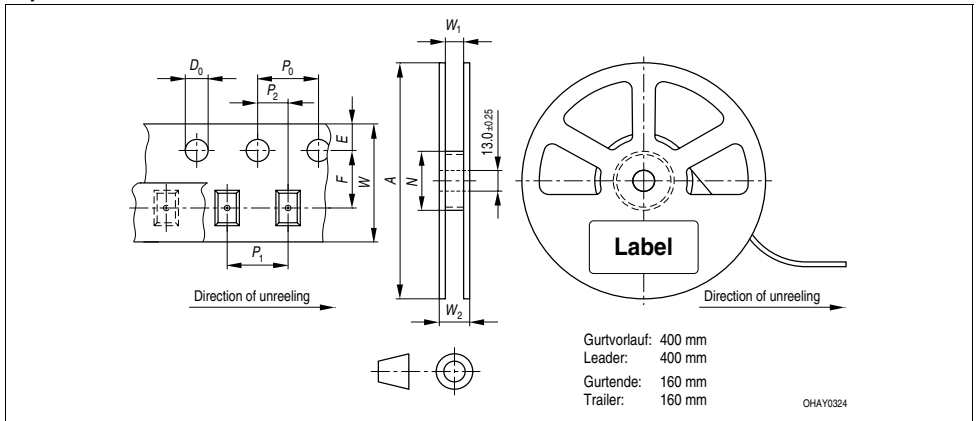 W1
D0
P0
P2
E
F
W
A
N
13.0±0.25
Label
P1
Direction of unreeling
W2
Direction of unreeling
Gurtvorlauf: 400 mm
Leader: 400 mm
Gurtende: 160 mm
Trailer: 160 mm
OHAY0324